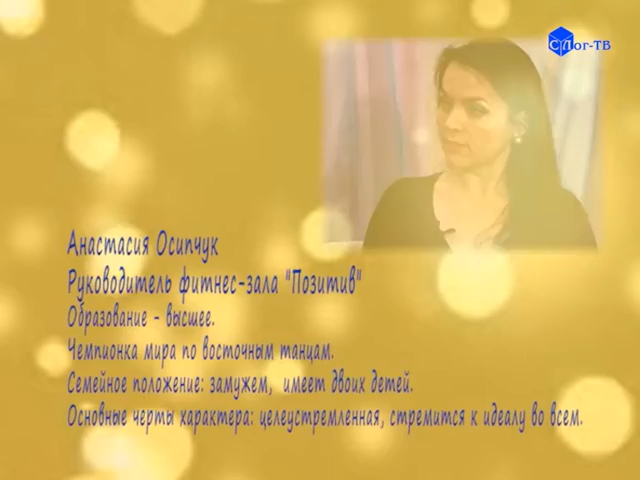 СЛог-ТВ
Анастасия Осипчук
Руководитель фитнес-зала "Позитив"
Образование - высшее.
Чемпионка мира по восточным танцам.
Семейное положение: замужем, имеет двоих детей.
Основные черты характера: целеустремленная, стремится к идеалу во всем.